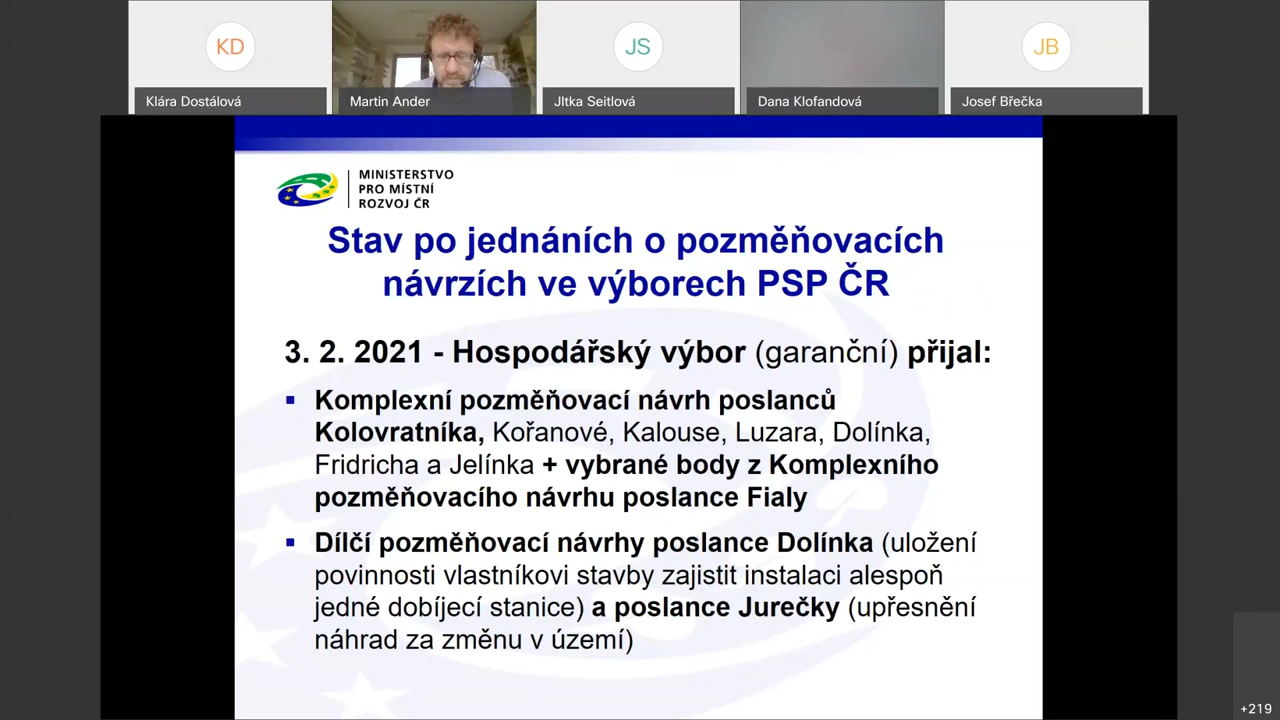 KD
JS
JB
Klára Dostálová
Martin Ander
JItka Seitlová
Dana Klofandová
Josef Břečka
MINISTERSTVO
PRO MÍSTNÍ
ROZVOJ ČR
Stav po jednáních o pozměňovacích
návrzích ve výborech PSP ČR
3. 2. 2021 - Hospodářský výbor (garanční) přijal:
▪ Komplexní pozměňovací návrh poslanců
Kolovratníka, Kořanové, Kalouse, Luzara, Dolínka,
Fridricha a Jelínka + vybrané body z Komplexního
pozměňovacího návrhu poslance Fialy
▪ Dílčí pozměňovací návrhy poslance Dolínka (uložení
povinnosti vlastníkovi stavby zajistit instalaci alespoň
jedné dobíjecí stanice) a poslance Jurečky (upřesnění
náhrad za změnu v území)
+219